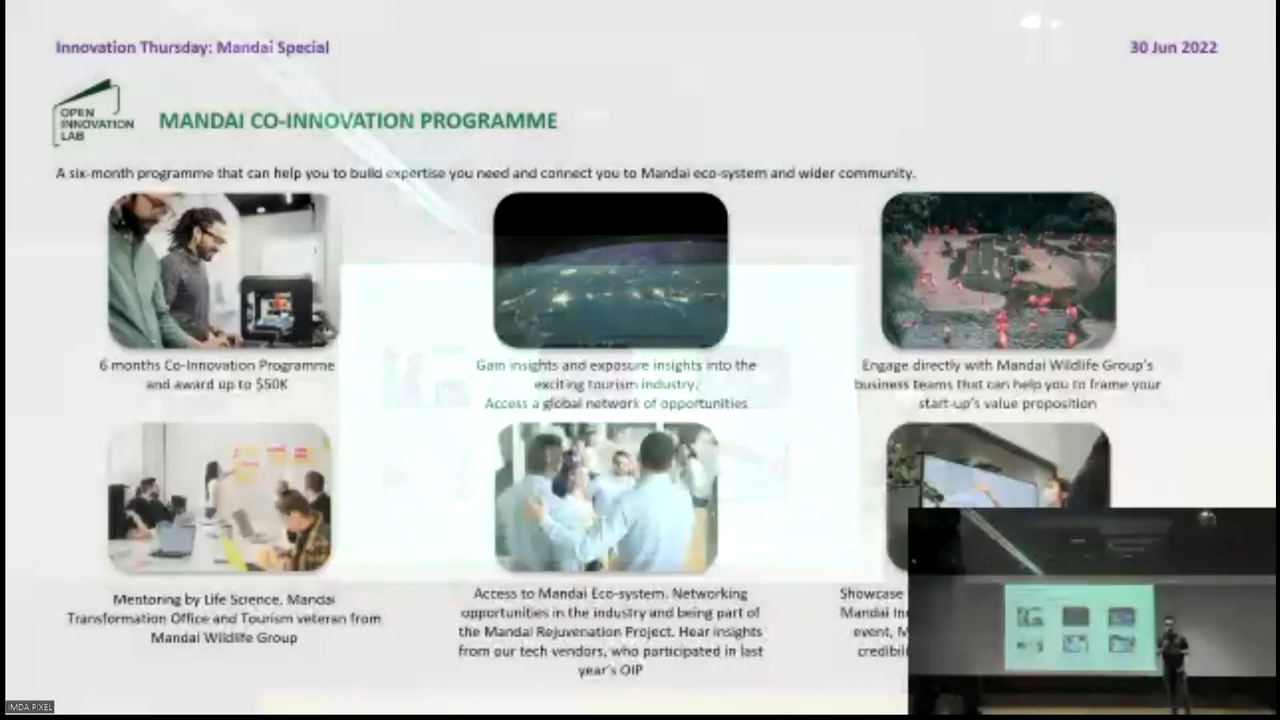 Innovation Thursday: Mandai Special
30 Jun 2022
OPEN
INNOVATION
LAB
MANDAI CO-INNOVATION PROGRAMME
A six-month programme that can help you to build expertise you need and connect you to Mandai eco-system and wider community.
6 months Co-Innovation Programme
and award up to $50K
Gain insights and exposure insights into the
exciting tourism industry;
Access a global network of opportunities
Engage directly with Mandai Wildlife Group's
business teams that can help you to frame your
start-up's value proposition
Mentoring by Life Science, Mandai
Transformation Office and Tourism veteran from
Mandai Wildlife Group
Access to Mandai Eco-system. Networking
opportunities in the industry and being part of
the Mandai Rejuvenation Project. Hear insights
from our tech vendors, who participated in last
year's OIP
Showcase
Mandai
event,
IMDA PIXEL